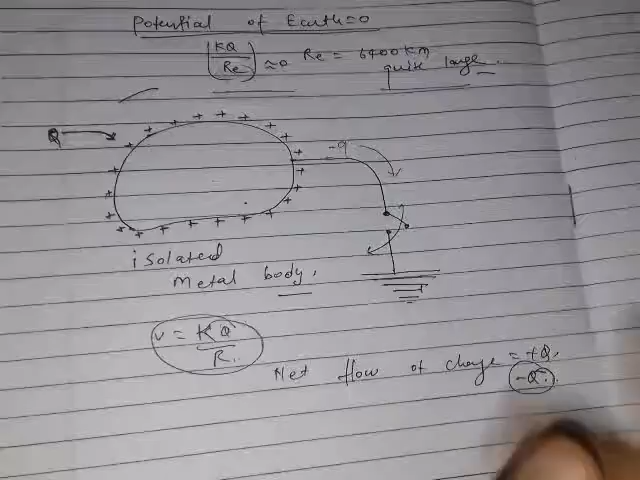 Potential of Earth=0
(KQ/Re) ≈0 Re = 6400km
quite large.
Q
-q
isolated
metal body.
V = KQ/R.
Net flow of charge = +Q.
-Q.